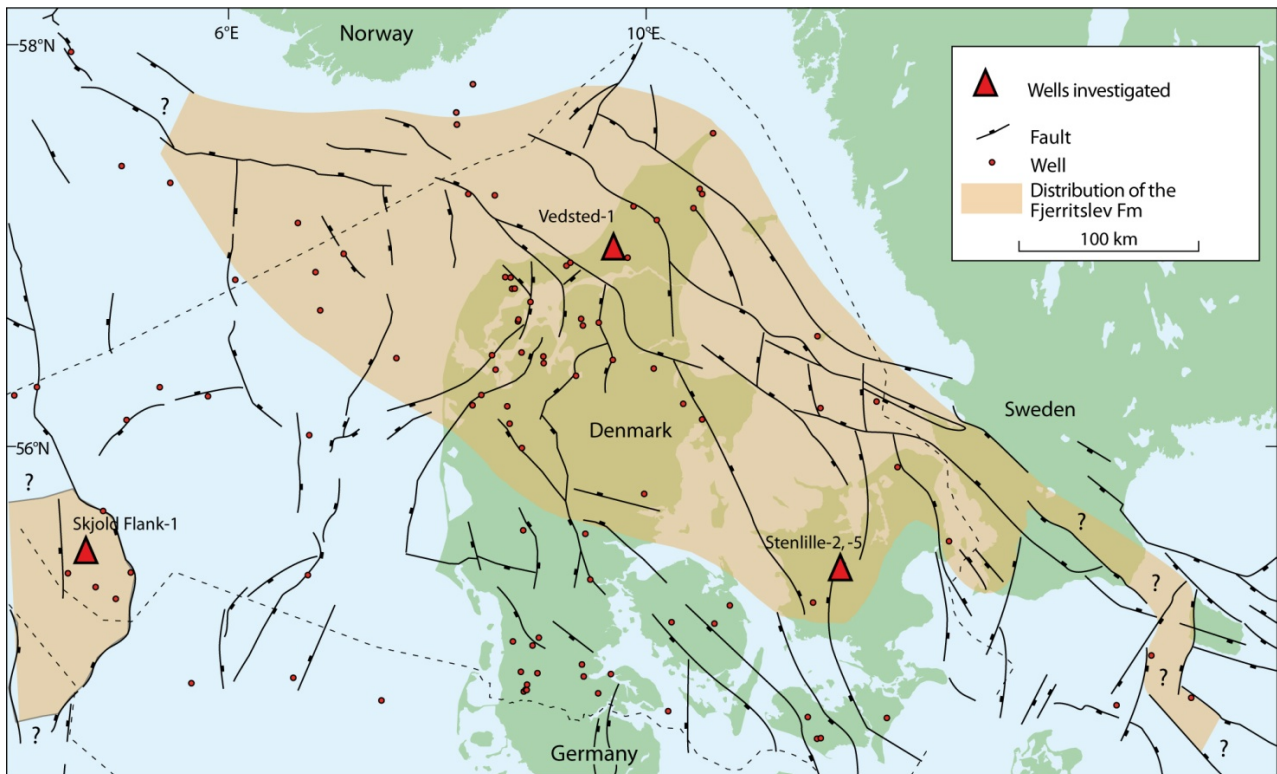 6°E
10°E
58°N
Norway
?
Wells investigated
Fault
Well
Distribution of the
Fjerritslev Fm
100 km
Vedsted-1
Sweden
Denmark
56°N
?
Skjold Flank-1
?
Stenlille-2, -5
?
?
?
?
Germany